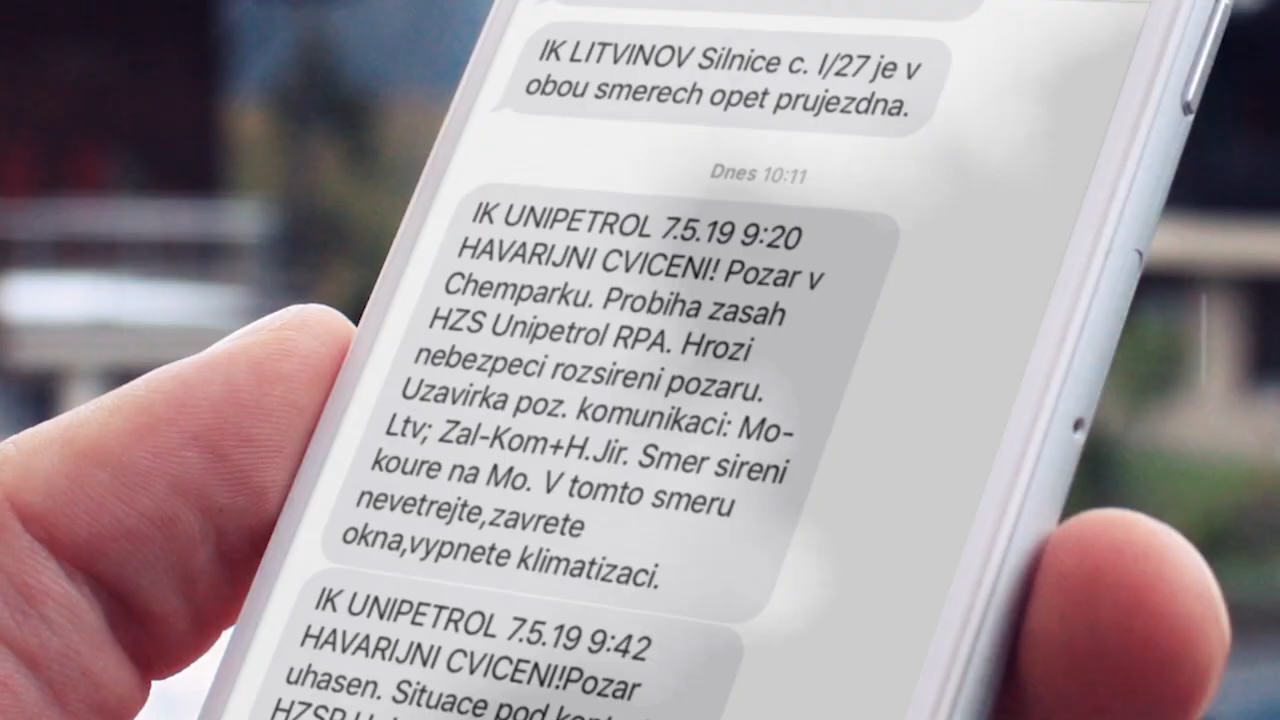 IK LITVINOV Silnice c. I/27 je v
obou smerech opet prujezdna.
Dnes 10:11
IK UNIPETROL 7.5.19 9:20
HAVARIJNI CVICENI! Pozar v
Chemparku. Probiha zasah
HZS Unipetrol RPA. Hrozi
nebezpeci rozsireni pozaru.
Uzavirka poz. komunikaci: Mo-
Ltv; Zal-Kom+H.Jir. Smer sireni
koure na Mo. V tomto smeru
nevetrejte,zavrete
okna,vypnete klimatizaci.
IK UNIPETROL 7.5.19 9:42
HAVARIJNI CVICENI!Pozar
uhasen. Situace pod